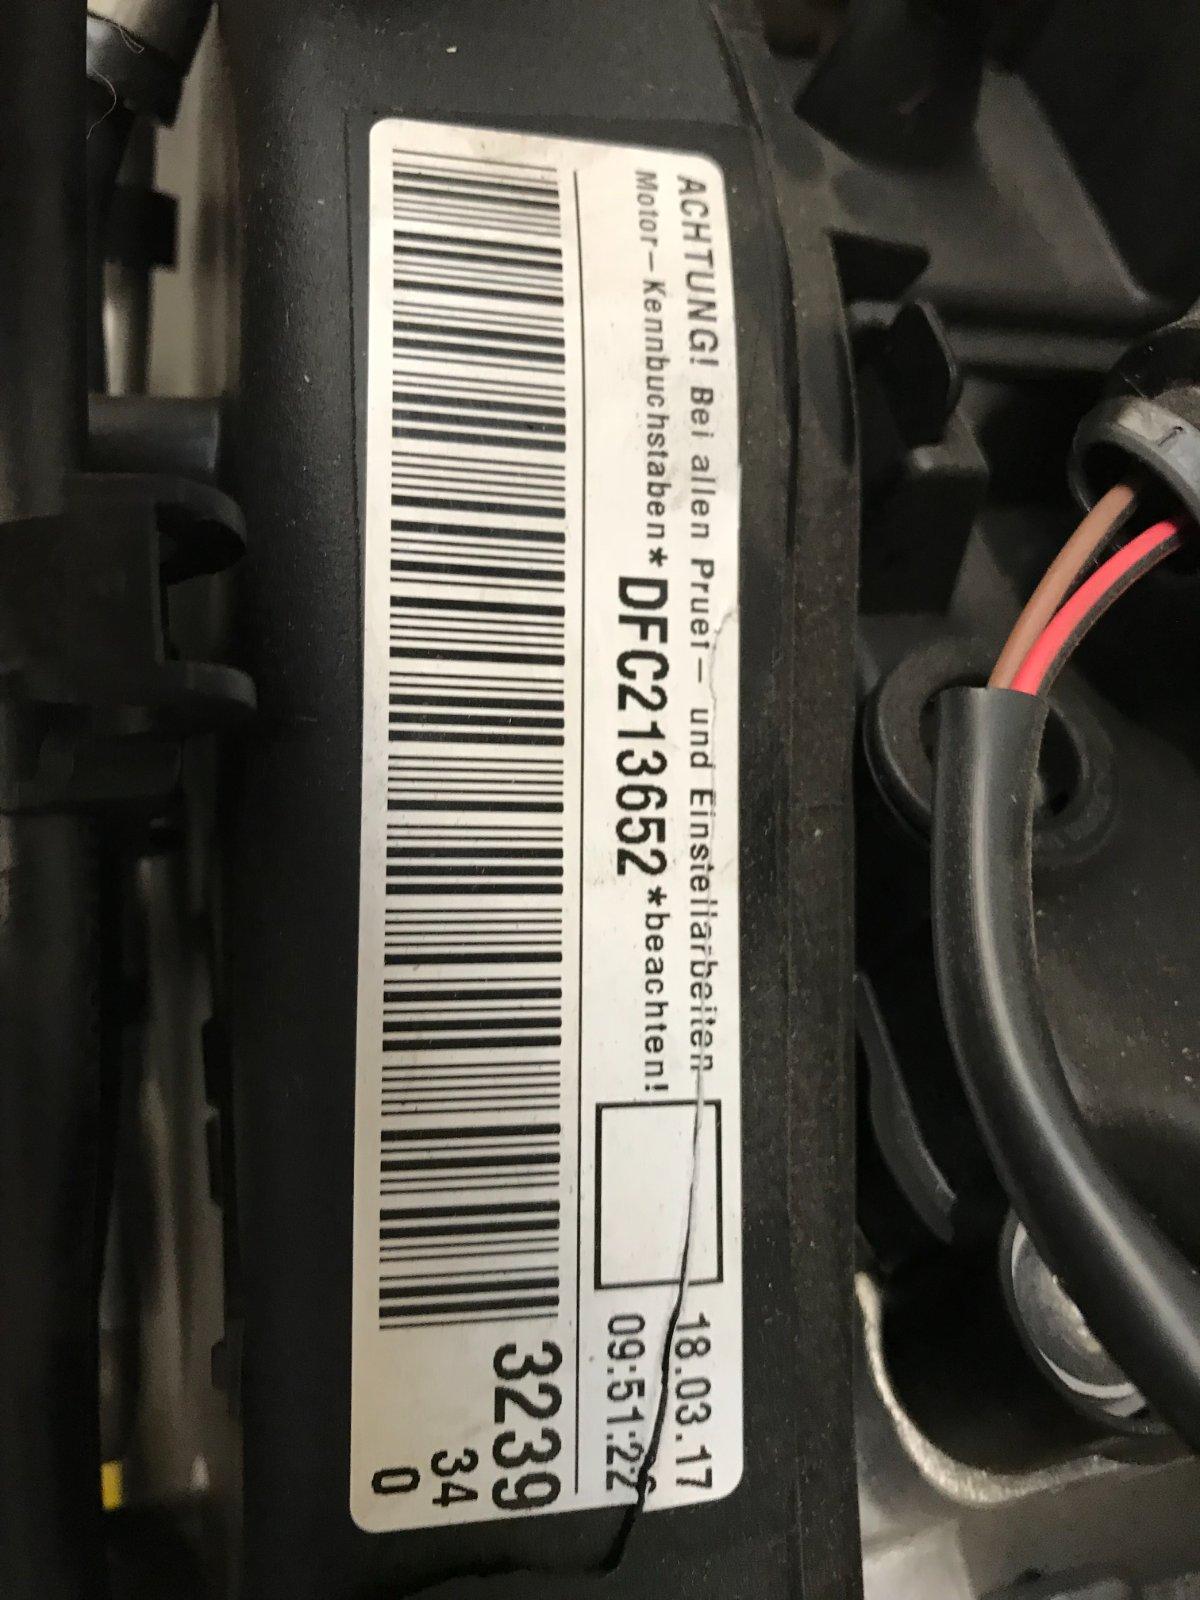 ACHTUNG! Bei allen Pruef- und Einstellarbeiten
Motor-Kennbuchstaben*DFC213652*beachten!
18.03.17
09:51:22
3239
34
0